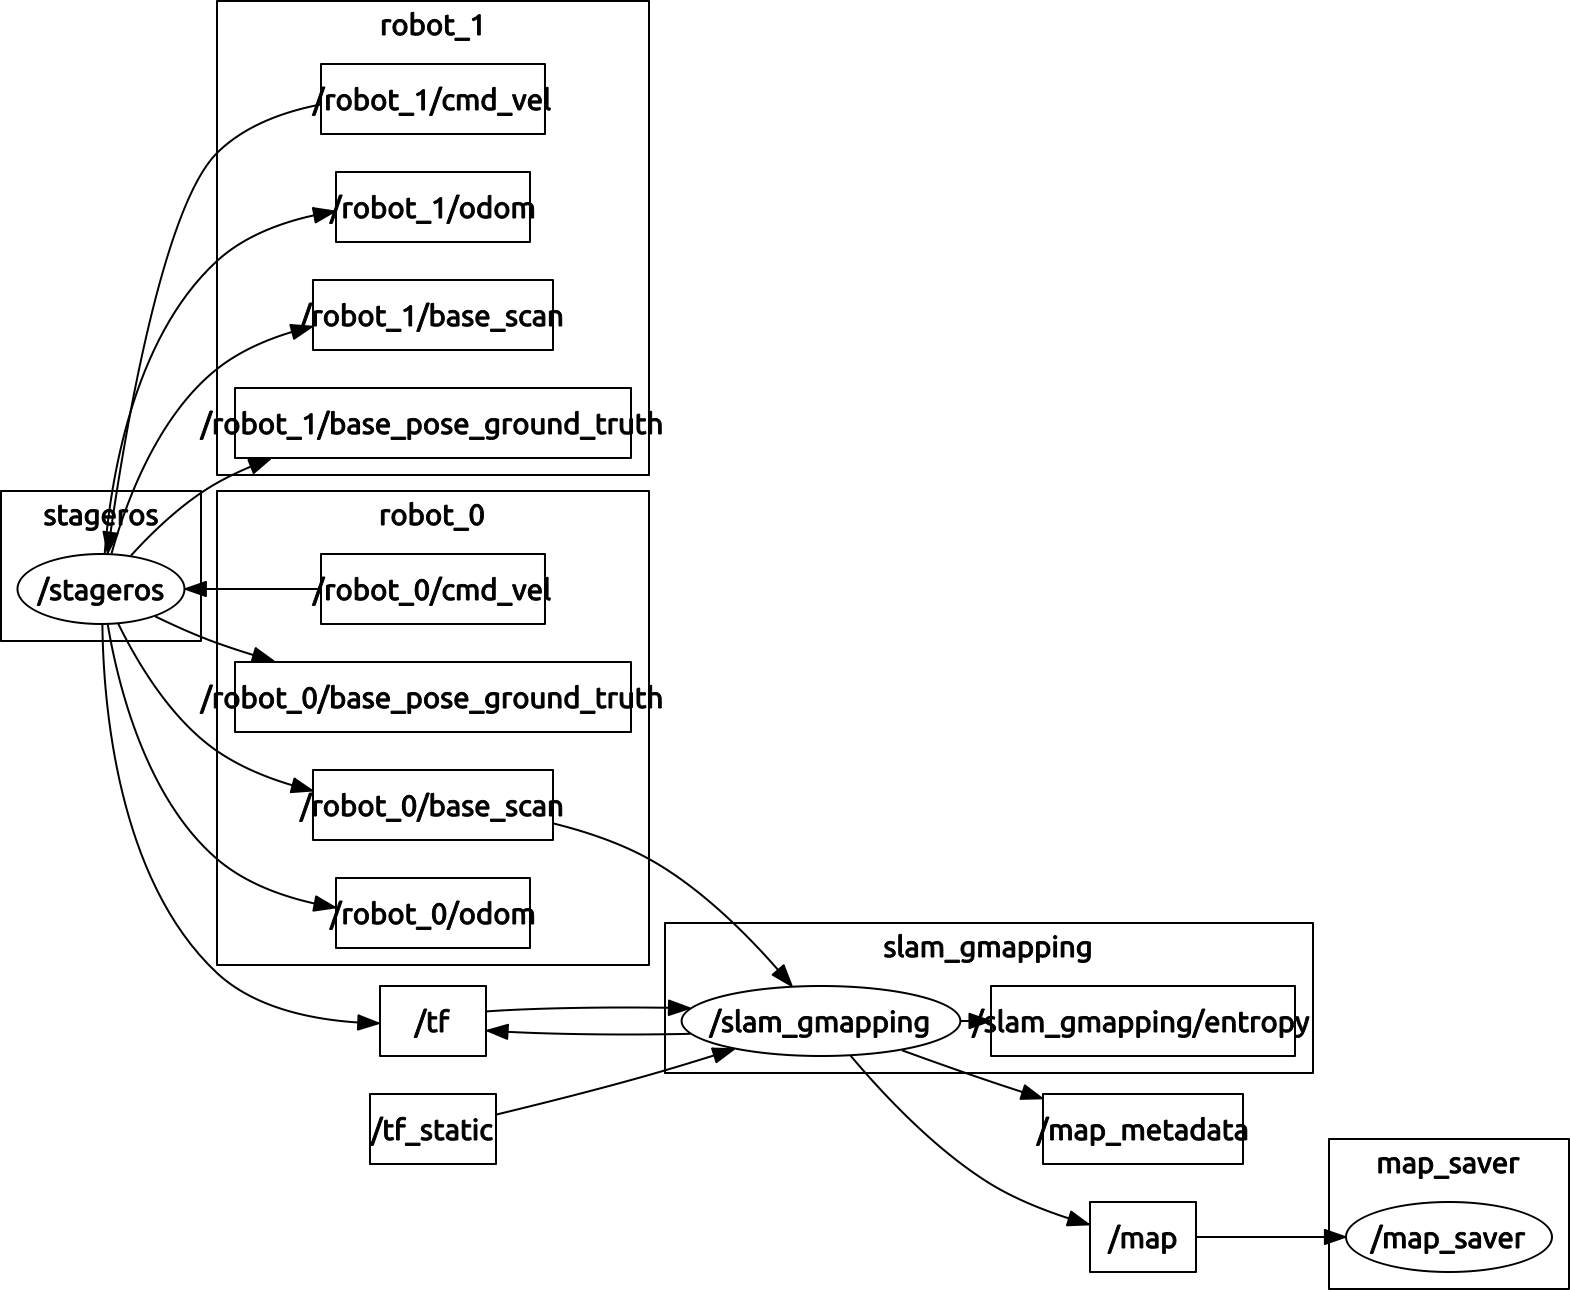 robot_1
/robot_1/cmd_vel
/robot_1/odom
/robot_1/base_scan
/robot_1/base_pose_ground_truth
stageros
/stageros
robot_0
/robot_0/cmd_vel
/robot_0/base_pose_ground_truth
/robot_0/base_scan
/robot_0/odom
slam_gmapping
/tf
/slam_gmapping
/slam_gmapping/entropy
/tf_static
/map_metadata
map_saver
/map
/map_saver